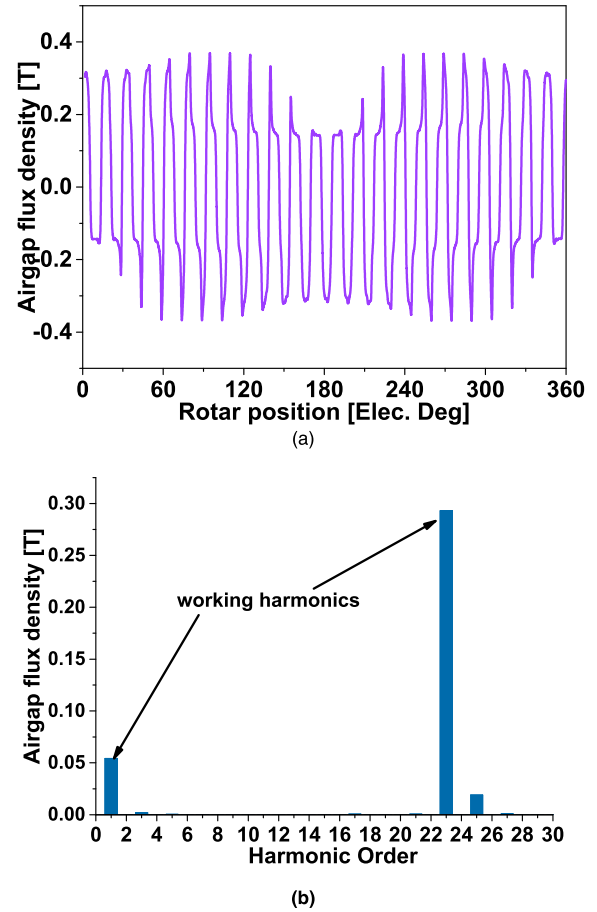 0.4
0.2
0.0
-0.2
-0.4
Airgap flux density [T]
0 60 120 180 240 300 360
Rotar position [Elec. Deg]
(a)
0.30
0.25
0.20
0.15
0.10
0.05
0.00
Airgap flux density [T]
working harmonics
0 2 4 6 8 10 12 14 16 18 20 22 24 26 28 30
Harmonic Order
(b)